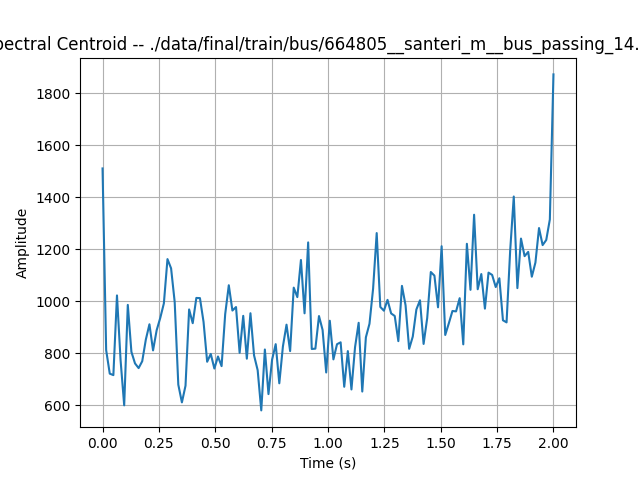 pectral Centroid -- ./data/final/train/bus/664805__santeri_m__bus_passing_14.
1800
1600
1400
1200
1000
800
600
Amplitude
0.00 0.25 0.50 0.75 1.00 1.25 1.50 1.75 2.00
Time (s)